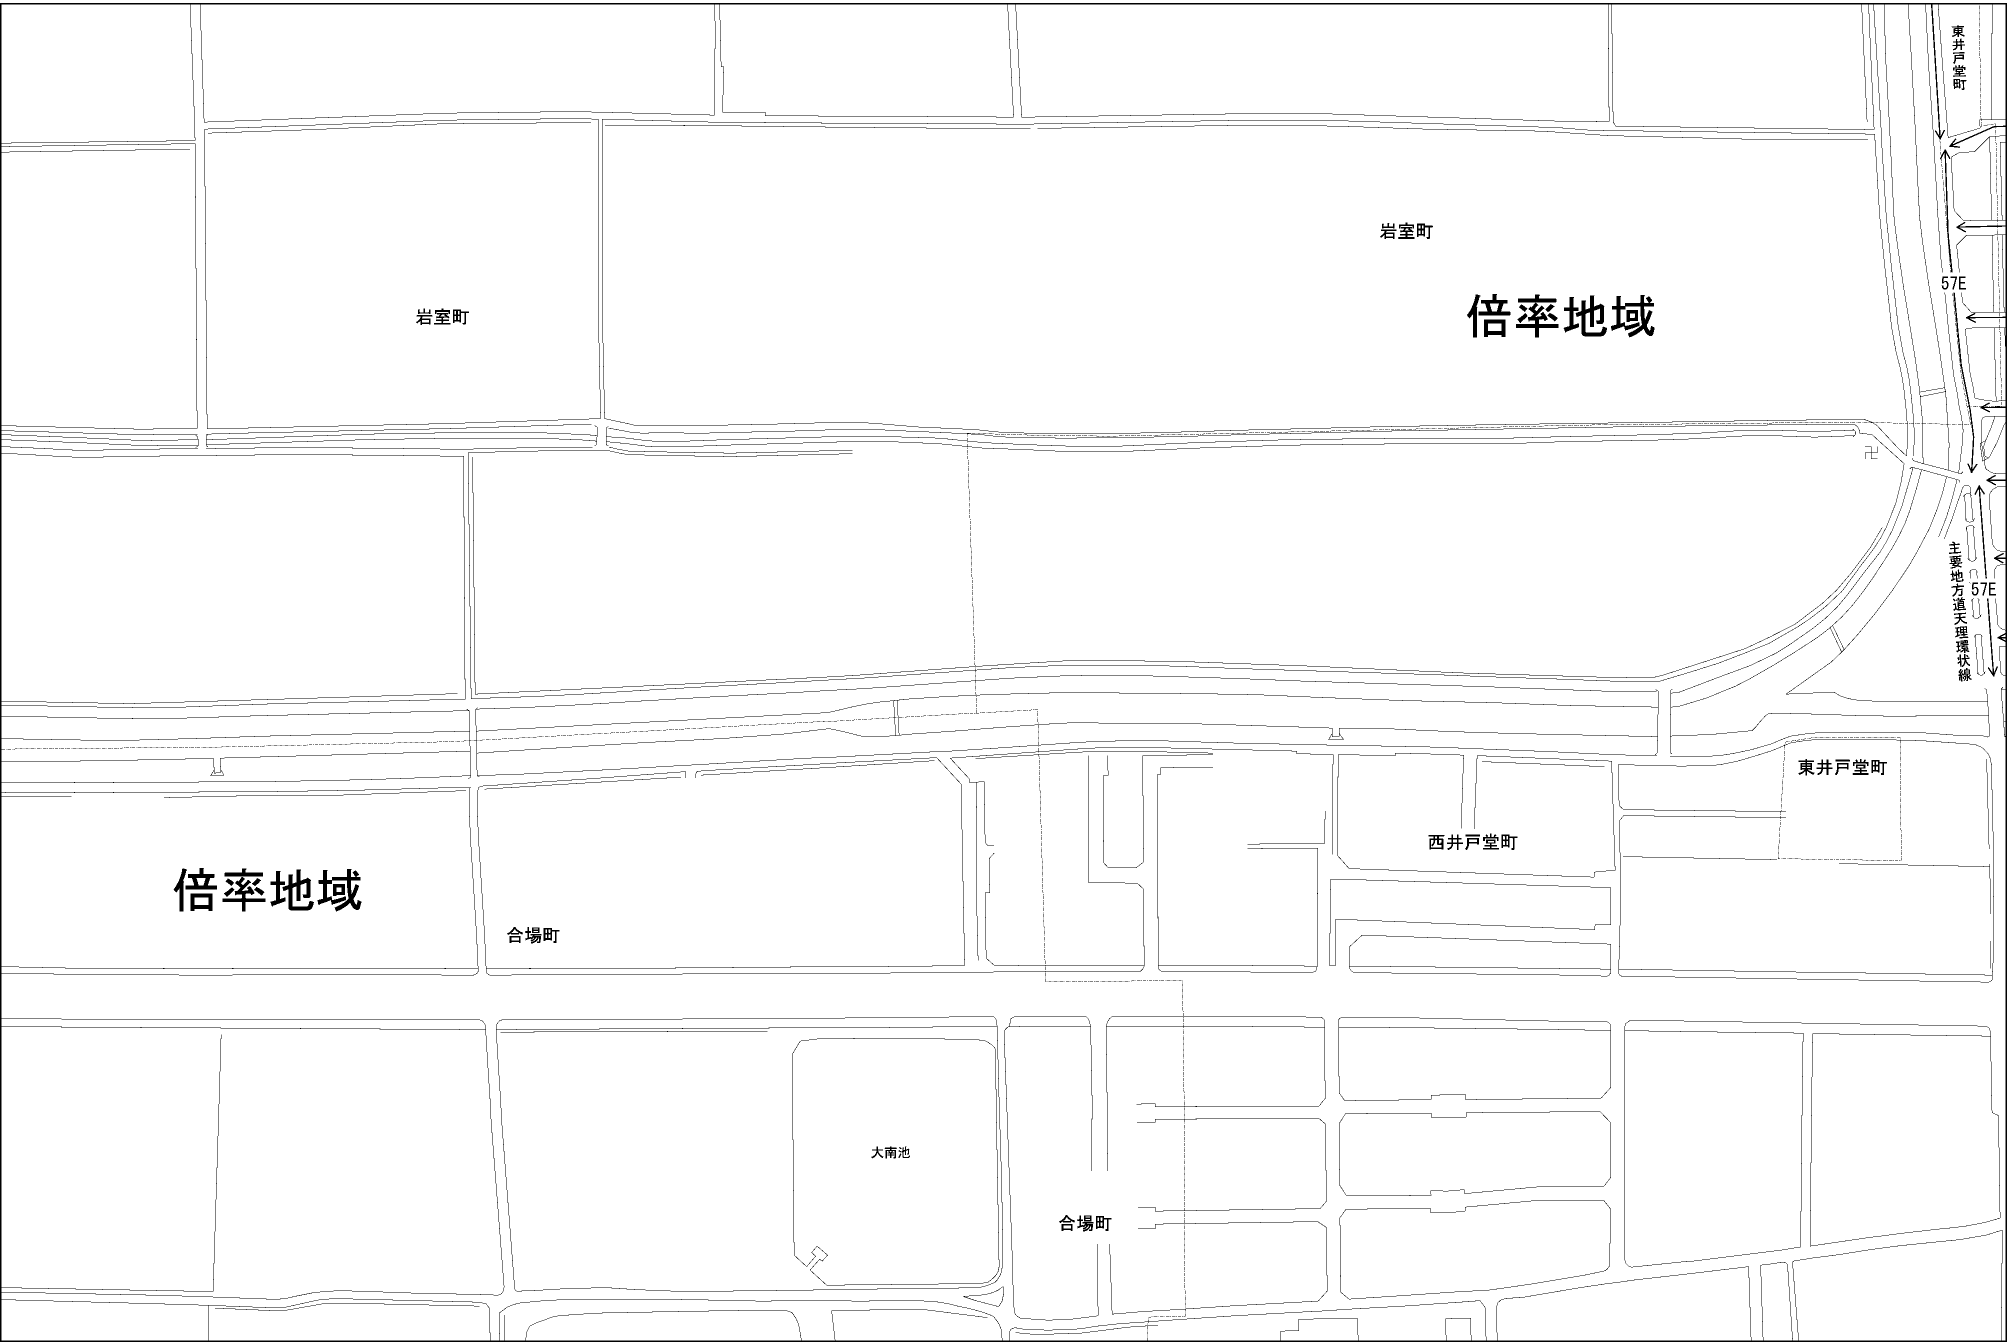 東井戸堂町
岩室町
57E
倍率地域
岩室町
主要地方道天理環状線
57E
東井戸堂町
西井戸堂町
倍率地域
合場町
大南池
合場町